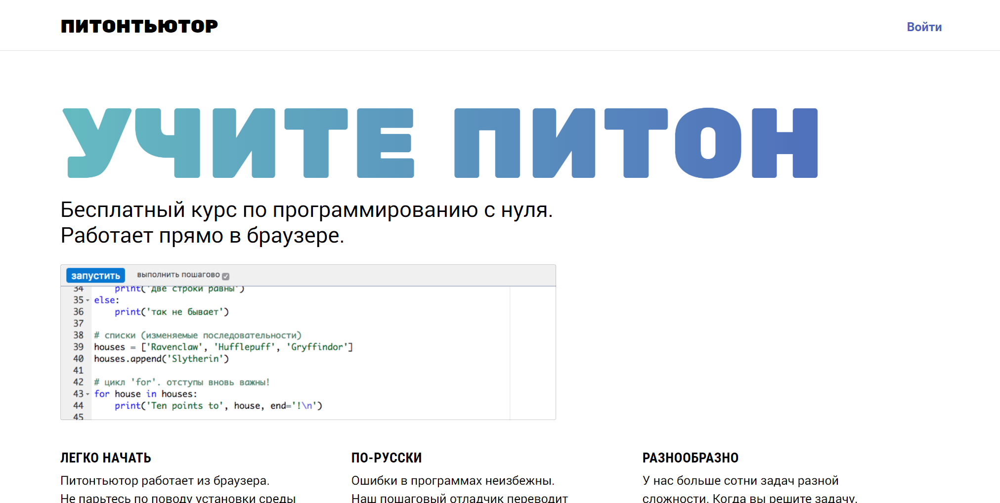 ПИТОНТЬЮТОР
Войти
УЧИТЕ ПИТОН
Бесплатный курс по программированию с нуля.
Работает прямо в браузере.
запустить выполнить пошагово
34     print('две строки равны')
35 else:
36     print('так не бывает')
37
38 # списки (изменяемые последовательности)
39 houses = ['Ravenclaw', 'Hufflepuff', 'Gryffindor']
40 houses.append('Slytherin')
41
42 # цикл 'for'. отступы вновь важны!
43 for house in houses:
44     print('Ten points to', house, end='!\n')
45
ЛЕГКО НАЧАТЬ
Питонтьютор работает из браузера.
Не парьтесь по поводу установки среды
ПО-РУССКИ
Ошибки в программах неизбежны.
Наш пошаговый отладчик переводит
РАЗНООБРАЗНО
У нас больше сотни задач разной
сложности. Когда вы решите задачу,